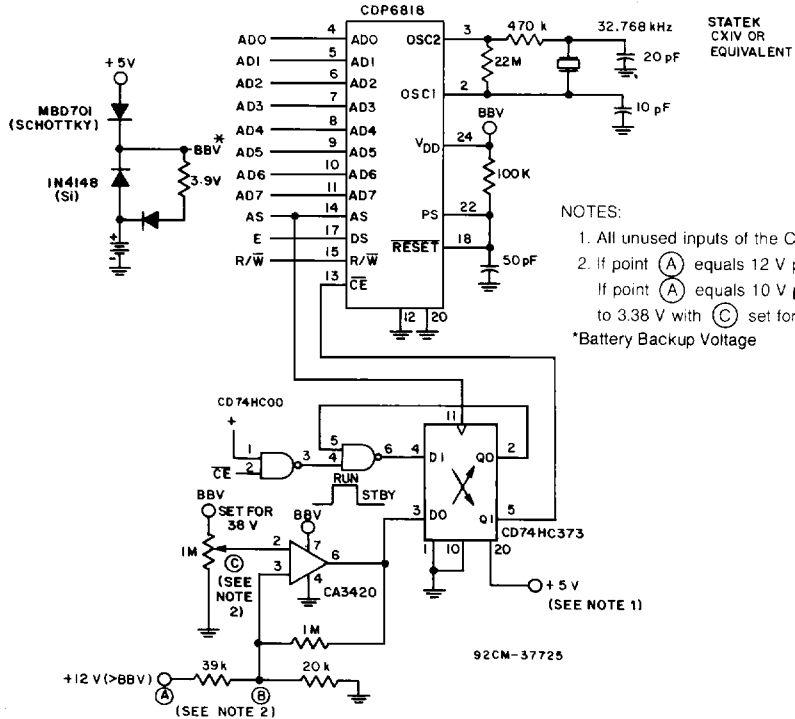 CDP6818
AD0 4 AD0 OSC2 3 470 k 32.768 kHz
STATEK
CXIV OR
EQUIVALENT
20 pF
AD1 5 AD1
22M
AD2 6 AD2
AD3 7 AD3 OSC1 2
10 pF
AD4 8 AD4 BBV
AD5 9 AD5 VDD 24
AD6 10 AD6
100K
AD7 11 AD7
AS 14 AS PS 22
E 17 DS
RESET 18
R/W 15 R/W
50 pF
13 CE
12 20
+5V
MBD701
(SCHOTTKY)
BBV *
1N4148
(Si)
3.9V
+
-
NOTES:
1. All unused inputs of the C
2. If point (A) equals 12 V p
If point (A) equals 10 V p
to 3.38 V with (C) set for
*Battery Backup Voltage
CD74HC00
+
1
2 3
CE
5
4 6
11
4 D1 Q0 2
RUN
STBY
3 D0 Q1 5
CD74HC373
1 10 20
+5 V
(SEE NOTE 1)
BBV
SET FOR
38 V
1M
C
(SEE
NOTE
2)
BBV
2 7 6
3 4
CA3420
1M
+12 V(>BBV) 39k 20 k
A B
(SEE NOTE 2)
92CM-37725